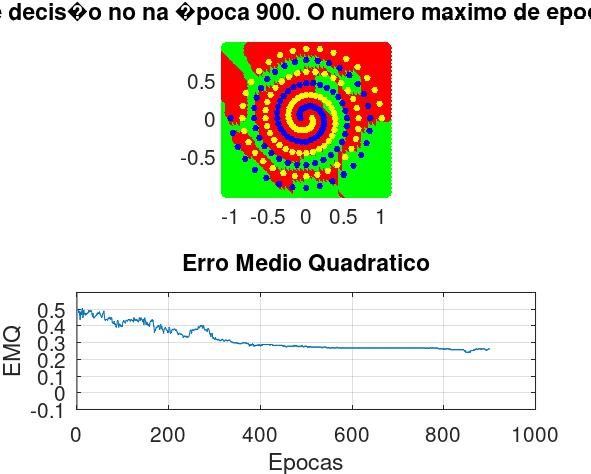 decis�o no na �poca 900. O numero maximo de epoc
0.5
0
-0.5
-1 -0.5 0 0.5 1
Erro Medio Quadratico
EMQ
0.5
0.4
0.3
0.2
0.1
0
-0.1
0 200 400 600 800 1000
Epocas